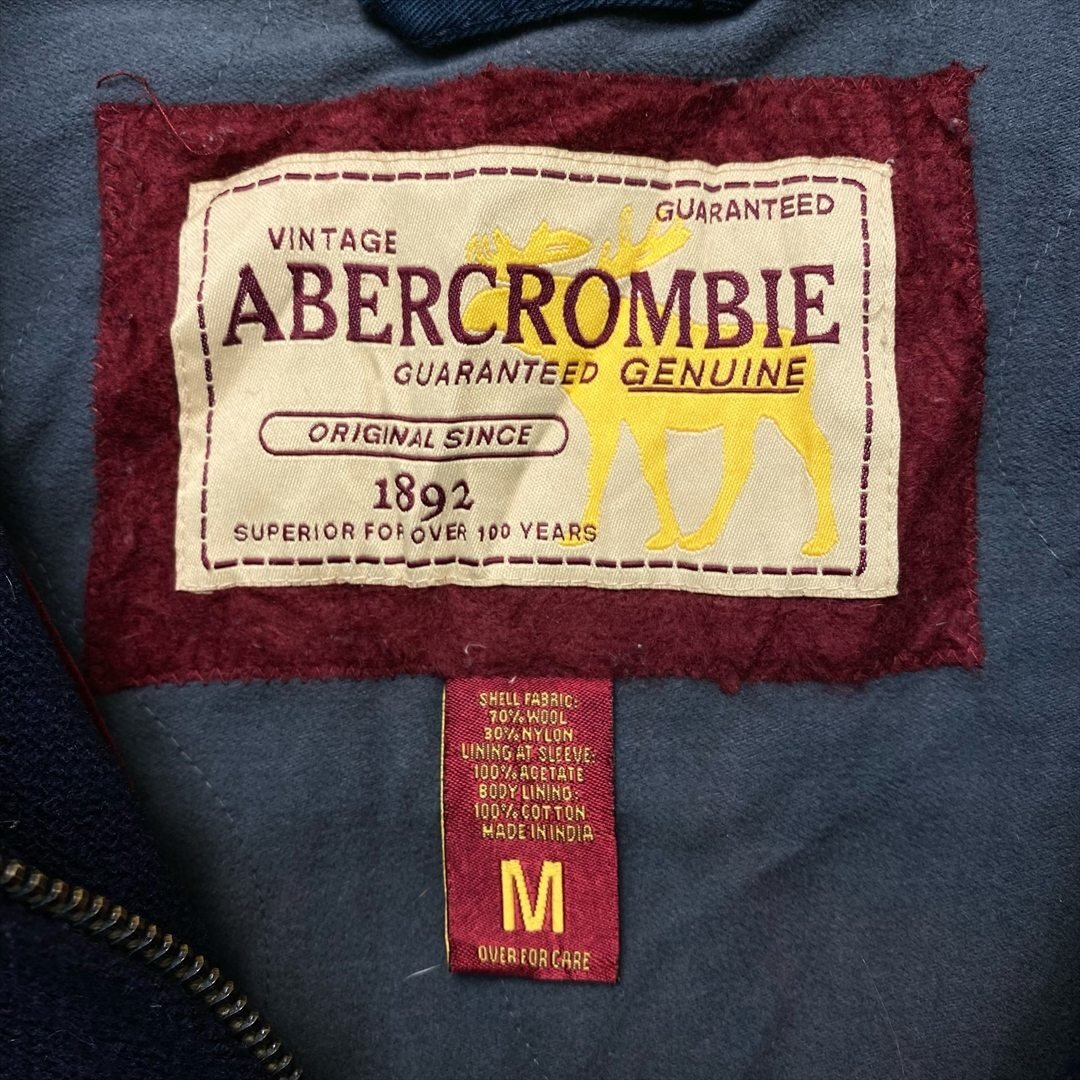 GUARANTEED
VINTAGE
ABERCROMBIE
GUARANTEED GENUINE
ORIGINAL SINCE
1892
SUPERIOR FOR OVER 100 YEARS
SHELL FABRIC:
70% WOOL
30% NYLON
LINING AT SLEEVE:
100% ACETATE
BODY LINING:
100% COTTON
MADE IN INDIA
M
OVER FOR CARE